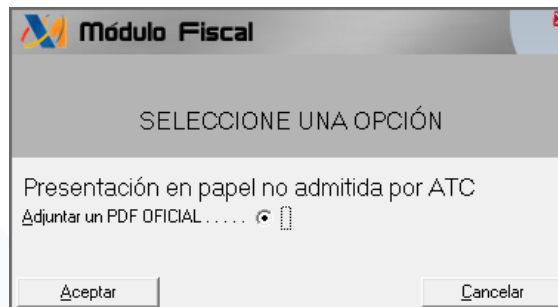 Módulo Fiscal
SELECCIONE UNA OPCIÓN
Presentación en papel no admitida por ATC
Adjuntar un PDF OFICIAL . . . . .
Aceptar
Cancelar